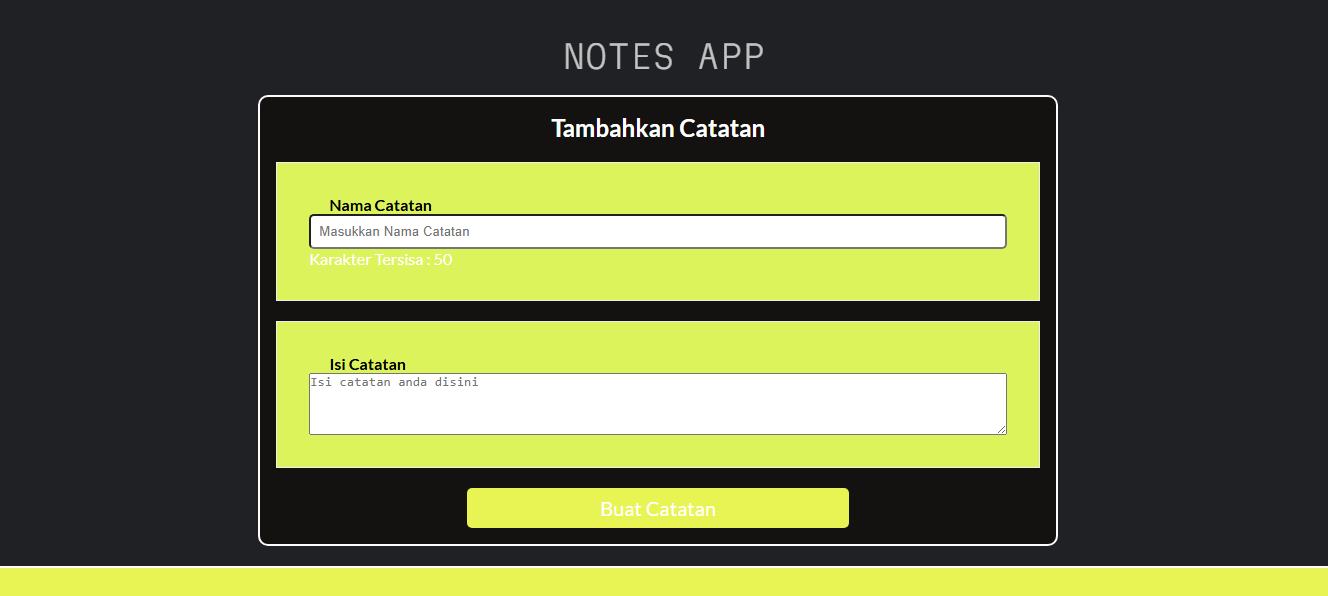 NOTES APP
Tambahkan Catatan
Nama Catatan
Masukkan Nama Catatan
Karakter Tersisa : 50
Isi Catatan
Isi catatan anda disini
Buat Catatan